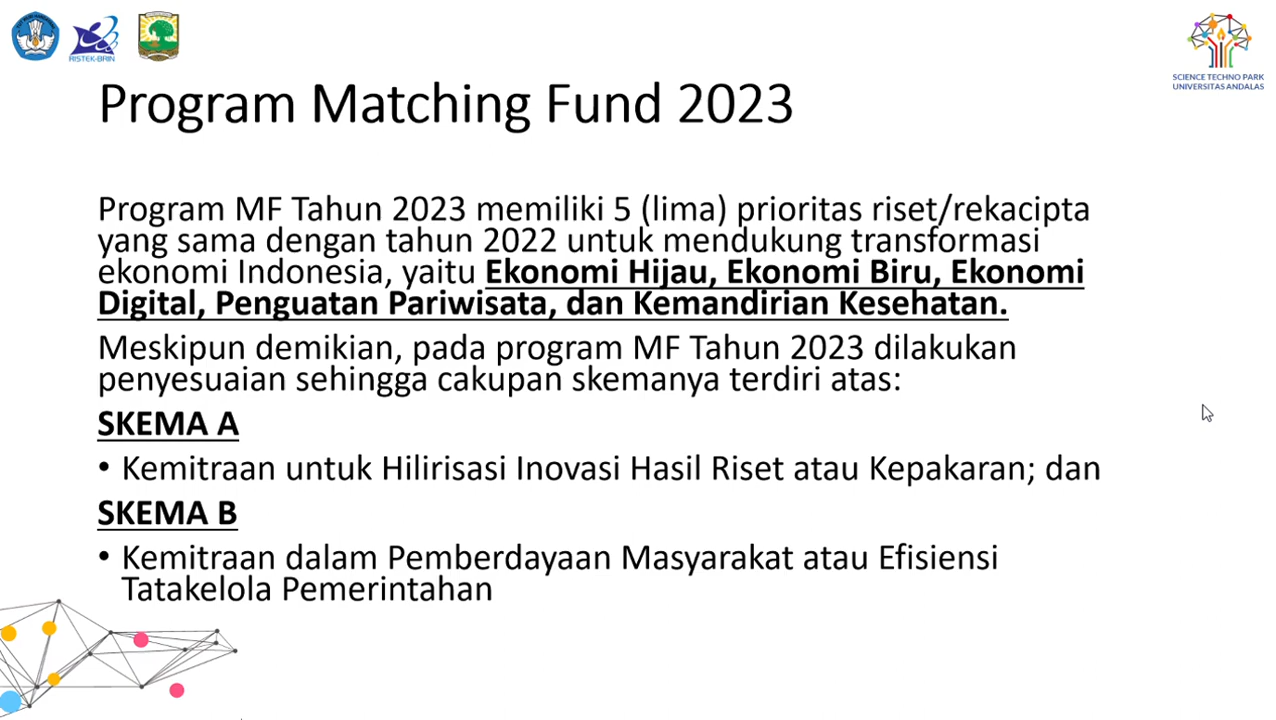 RISTEK-BRIN
SCIENCE TECHNO PARK
UNIVERSITAS ANDALAS
Program Matching Fund 2023
Program MF Tahun 2023 memiliki 5 (lima) prioritas riset/rekacipta
yang sama dengan tahun 2022 untuk mendukung transformasi
ekonomi Indonesia, yaitu Ekonomi Hijau, Ekonomi Biru, Ekonomi
Digital, Penguatan Pariwisata, dan Kemandirian Kesehatan.
Meskipun demikian, pada program MF Tahun 2023 dilakukan
penyesuaian sehingga cakupan skemanya terdiri atas:
SKEMA A
• Kemitraan untuk Hilirisasi Inovasi Hasil Riset atau Kepakaran; dan
SKEMA B
• Kemitraan dalam Pemberdayaan Masyarakat atau Efisiensi
Tatakelola Pemerintahan